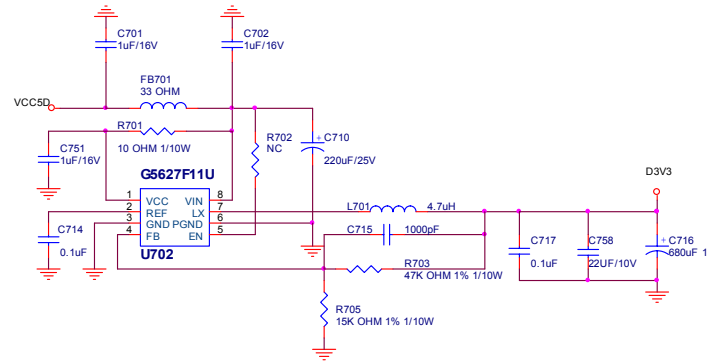 C701
1uF/16V
C702
1uF/16V
FB701
33 OHM
VCC5D
R701
10 OHM 1/10W
R702
NC
C710
220uF/25V
C751
1uF/16V
G5627F11U
D3V3
1 VCC VIN 8
2 REF LX 7
3 GND PGND 6
4 FB EN 5
U702
L701 4.7uH
C714
0.1uF
C715 1000pF
C717
0.1uF
C758
22UF/10V
C716
680uF 1
R703
47K OHM 1% 1/10W
R705
15K OHM 1% 1/10W